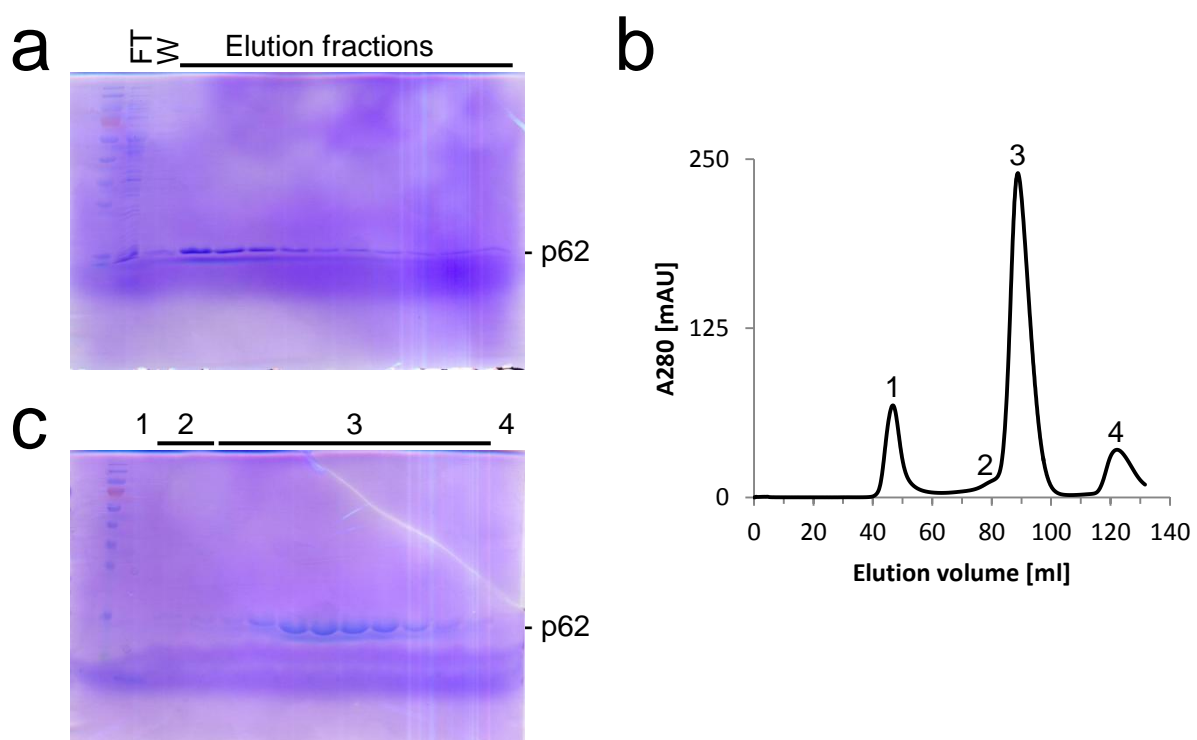 a
FT
W
Elution fractions
- p62
b
A280 [mAU]
250
125
0
1
2
3
4
0 20 40 60 80 100 120 140
Elution volume [ml]
c
1 2 3 4
- p62